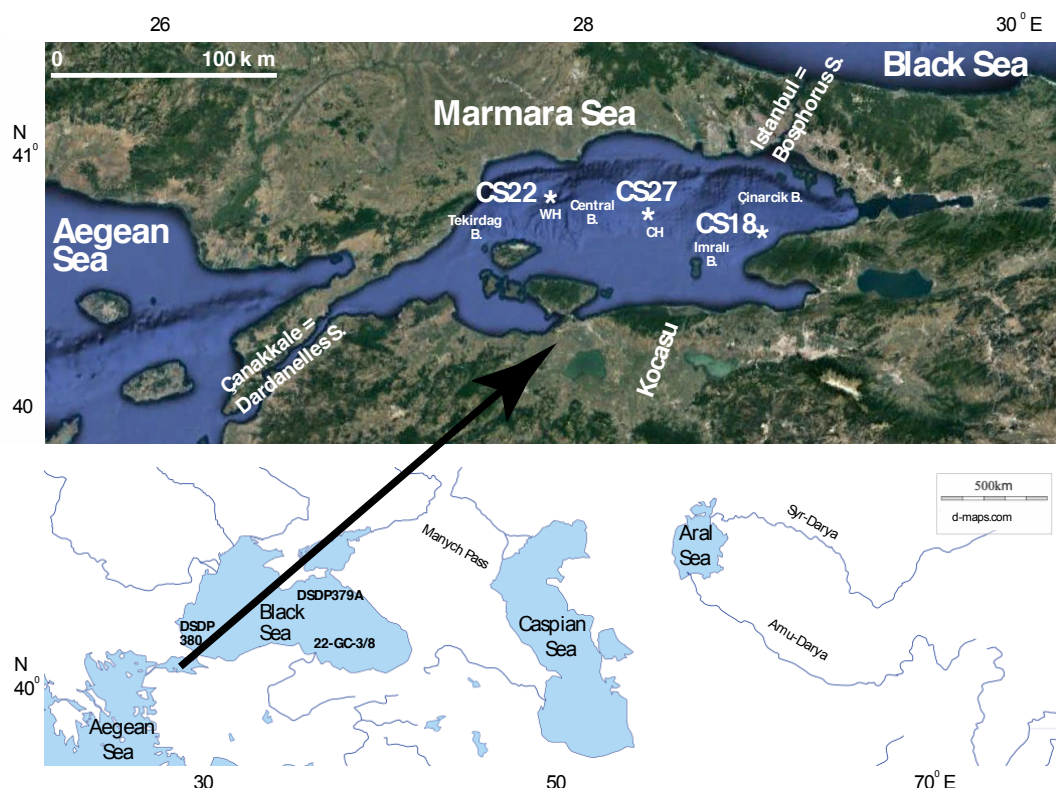 26 28 30 ° E
0 100 k m
Black Sea
Istanbul =
Bosphorus S.
Marmara Sea
N
41°
CS22 * CS27 * CS18 *
WH
Central
B.
CH
Çinarcik B.
Tekirdag
B.
Imralı
B.
Aegean
Sea
Çanakkale =
Dardanelles S.
Kocasu
40
500km
d-maps.com
Manych Pass
Syr-Darya
Aral
Sea
DSDP379A
Black
Sea
DSDP
380
22-GC-3/8
Caspian
Sea
Amu-Darya
N
40°
Aegean
Sea
30 50 70° E